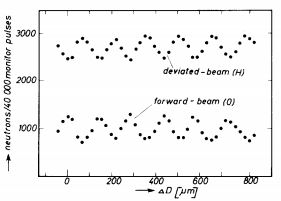 3000
deviated-beam (H)
2000
forward-beam (O)
1000
0 200 400 600 800
→ ΔD [μm]
→ neutrons/40 000 monitor pulses